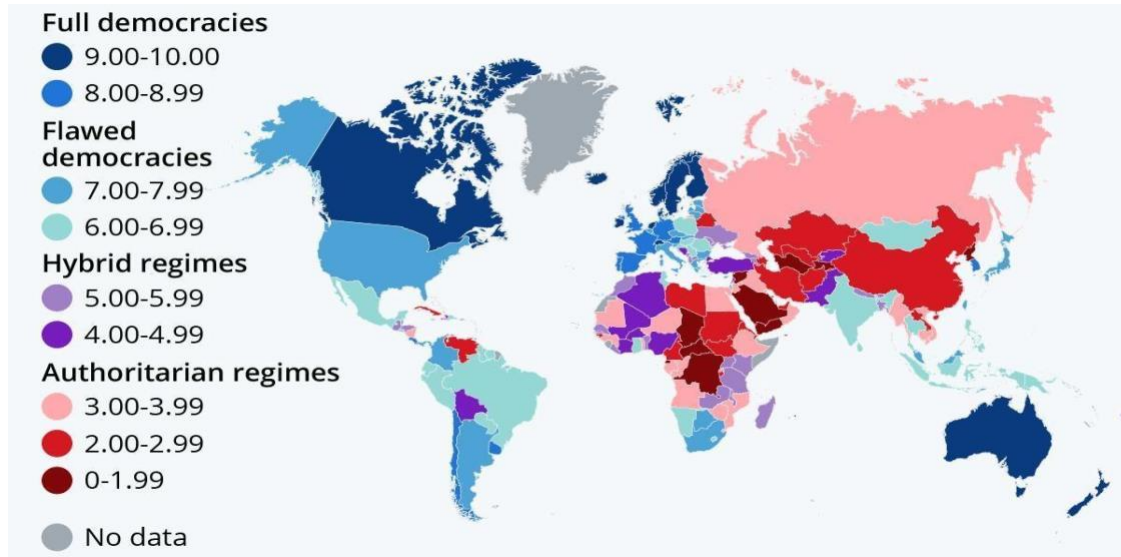 Full democracies
9.00-10.00
8.00-8.99
Flawed
democracies
7.00-7.99
6.00-6.99
Hybrid regimes
5.00-5.99
4.00-4.99
Authoritarian regimes
3.00-3.99
2.00-2.99
0-1.99
No data